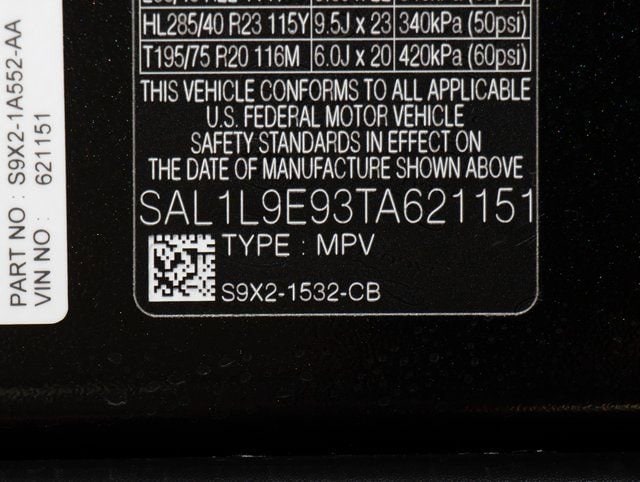 HL285/40 R23 115Y 9.5J x 23 340kPa (50psi)
T195/75 R20 116M 6.0J x 20 420kPa (60psi)
THIS VEHICLE CONFORMS TO ALL APPLICABLE
U.S. FEDERAL MOTOR VEHICLE
SAFETY STANDARDS IN EFFECT ON
THE DATE OF MANUFACTURE SHOWN ABOVE
SAL1L9E93TA621151
TYPE : MPV
S9X2-1532-CB
PART NO : S9X2-1A552-AA
VIN NO : 621151